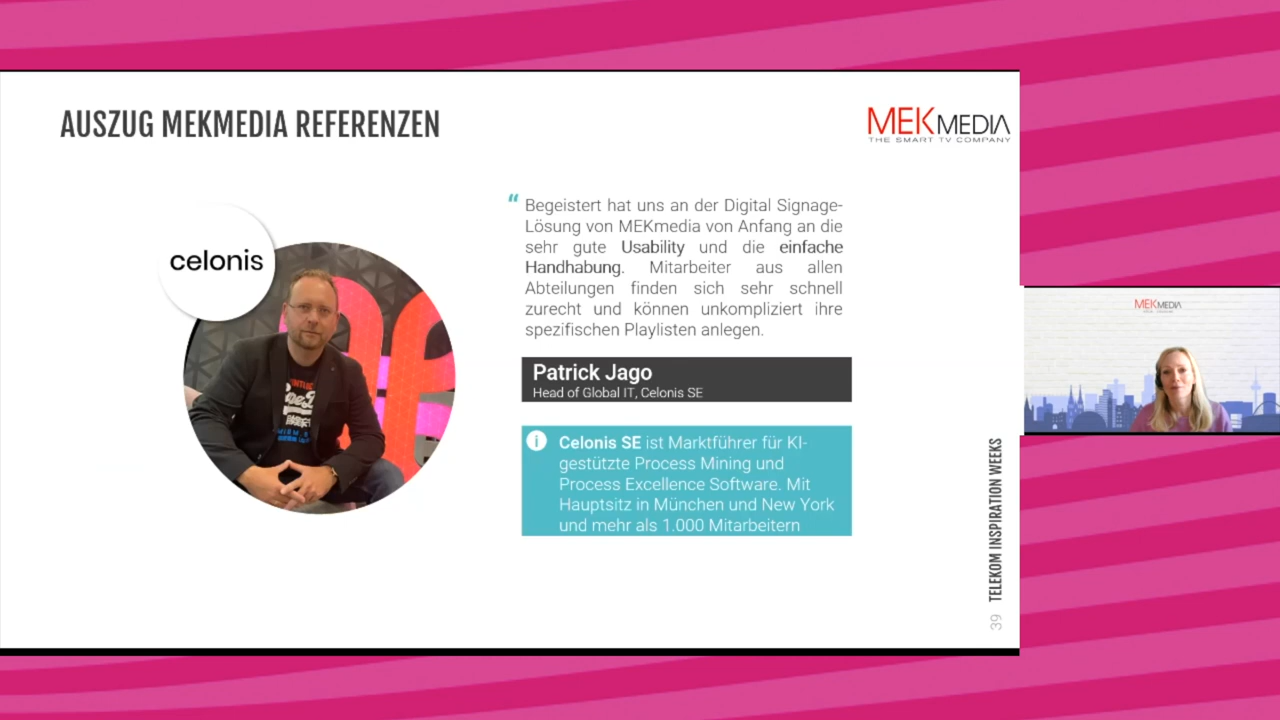 AUSZUG MEKMEDIA REFERENZEN
MEKMEDIA
THE SMART TV COMPANY
celonis
“ Begeistert hat uns an der Digital Signage-
Lösung von MEKmedia von Anfang an die
sehr gute Usability und die einfache
Handhabung. Mitarbeiter aus allen
Abteilungen finden sich sehr schnell
zurecht und können unkompliziert ihre
spezifischen Playlisten anlegen.
Patrick Jago
Head of Global IT, Celonis SE
i
Celonis SE ist Marktführer für KI-
gestützte Process Mining und
Process Excellence Software. Mit
Hauptsitz in München und New York
und mehr als 1.000 Mitarbeitern
MEKMEDIA
TELEKOM INSPIRATION WEEKS
39